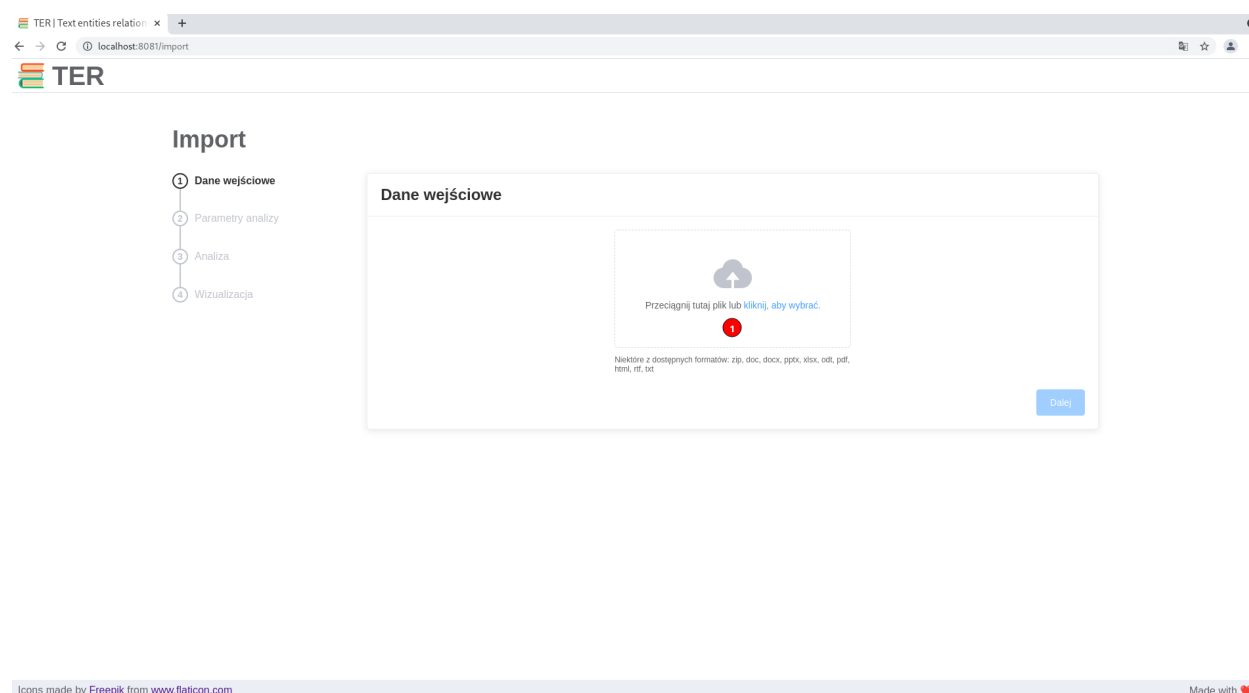 TER | Text entities relation
localhost:8081/import
TER
Import
1 Dane wejściowe
2 Parametry analizy
3 Analiza
4 Wizualizacja
Dane wejściowe
Przeciągnij tutaj plik lub kliknij, aby wybrać.
1
Niektóre z dostępnych formatów: zip, doc, docx, pptx, xlsx, odt, pdf,
html, rtf, txt
Dalej
Icons made by Freepik from www.flaticon.com
Made with